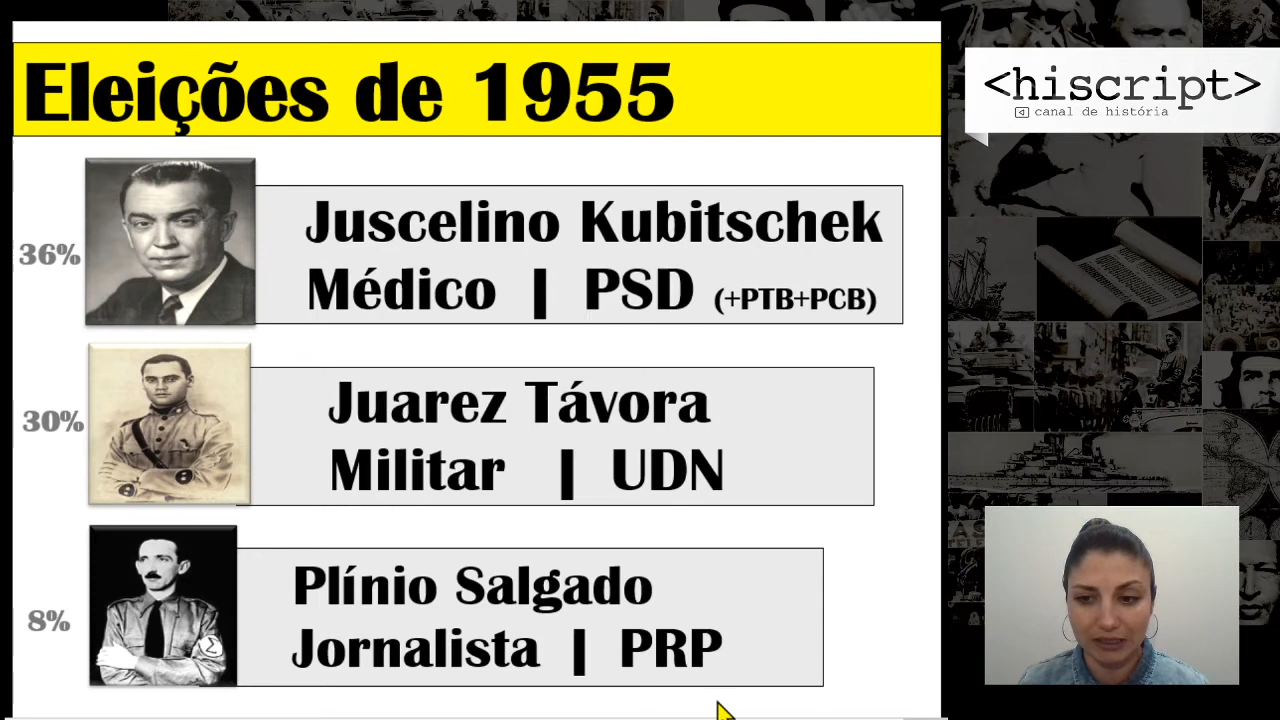 Eleições de 1955
36%
Juscelino Kubitschek
Médico | PSD (+PTB+PCB)
30%
Juarez Távora
Militar | UDN
8%
Plínio Salgado
Jornalista | PRP
<hiscript>
canal de história